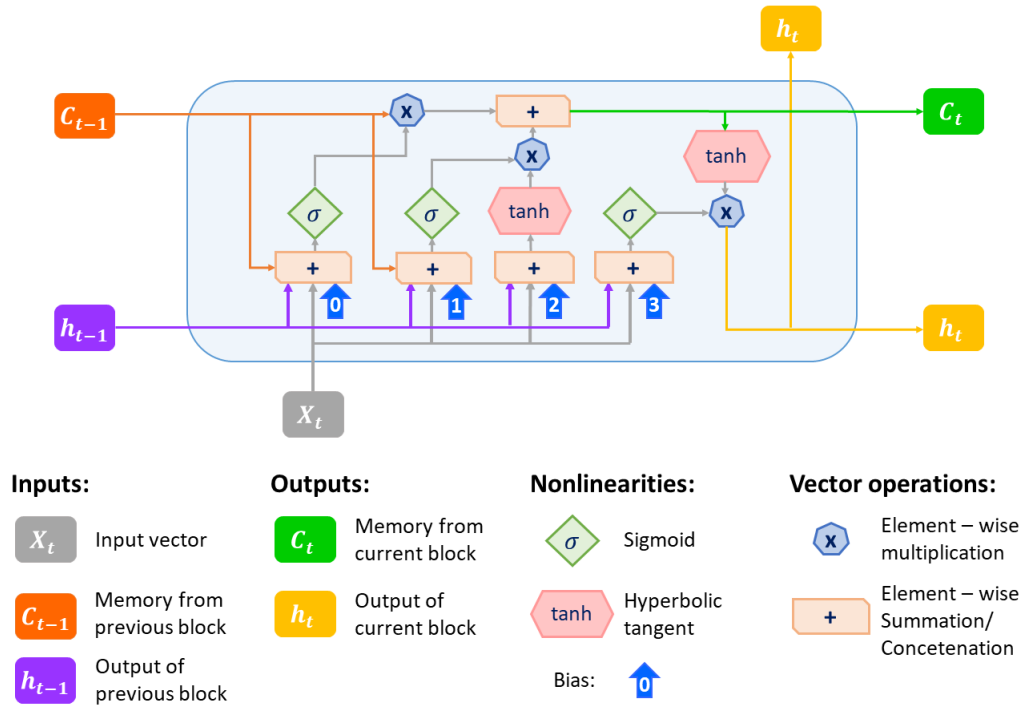 h_t
C_{t−1}
x
+
C_t
tanh
x
σ
σ
tanh
σ
x
+
+
+
+
0
1
2
3
h_{t−1}
h_t
X_t
Inputs:
X_t
Input vector
C_{t−1}
Memory from
previous block
h_{t−1}
Output of
previous block
Outputs:
C_t
Memory from
current block
h_t
Output of
current block
Nonlinearities:
σ
Sigmoid
tanh
Hyperbolic
tangent
Bias:
0
Vector operations:
x
Element – wise
multiplication
+
Element – wise
Summation/
Concetenation